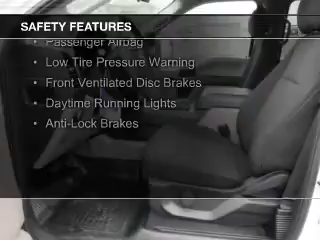 SAFETY FEATURES
• Passenger Airbag
• Low Tire Pressure Warning
• Front Ventilated Disc Brakes
• Daytime Running Lights
• Anti-Lock Brakes